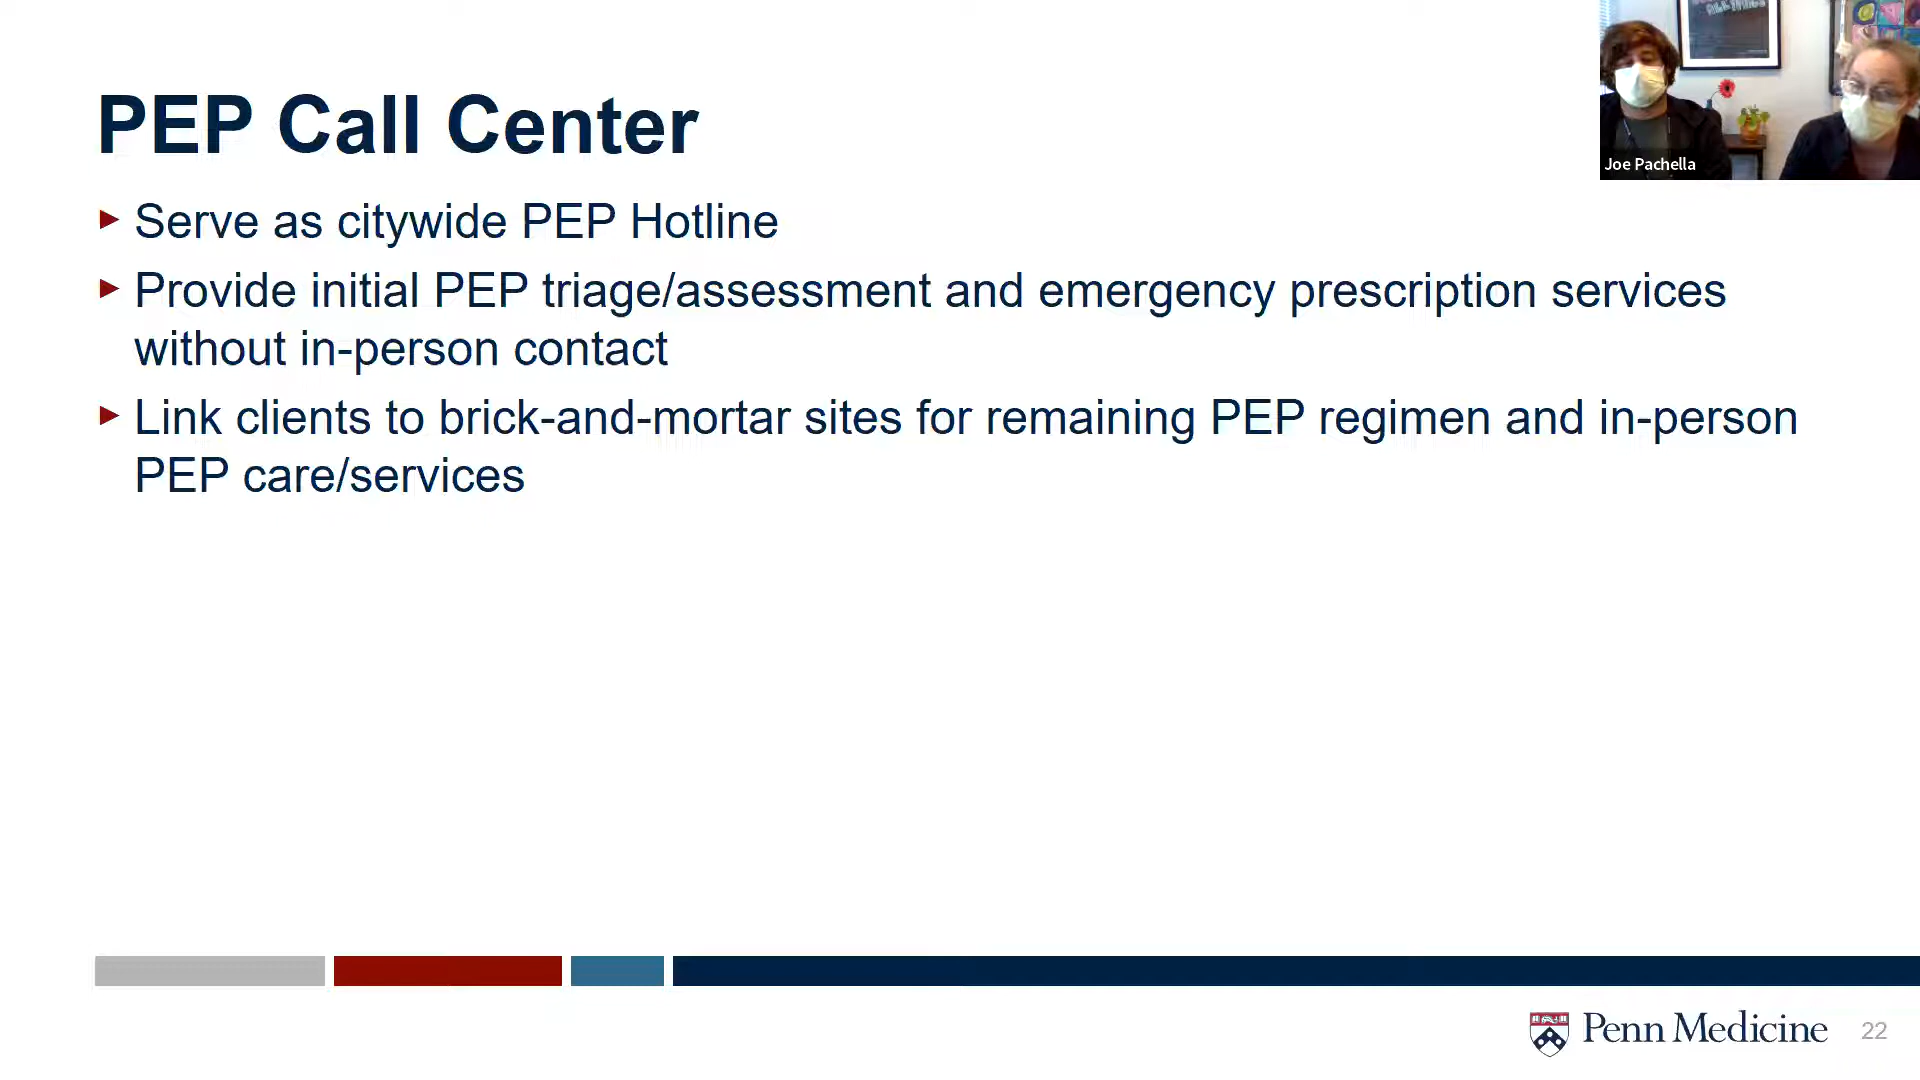 PEP Call Center
Serve as citywide PEP Hotline
Provide initial PEP triage/assessment and emergency prescription services
without in-person contact
Link clients to brick-and-mortar sites for remaining PEP regimen and in-person
PEP care/services
Joe Pachella
Penn Medicine
22